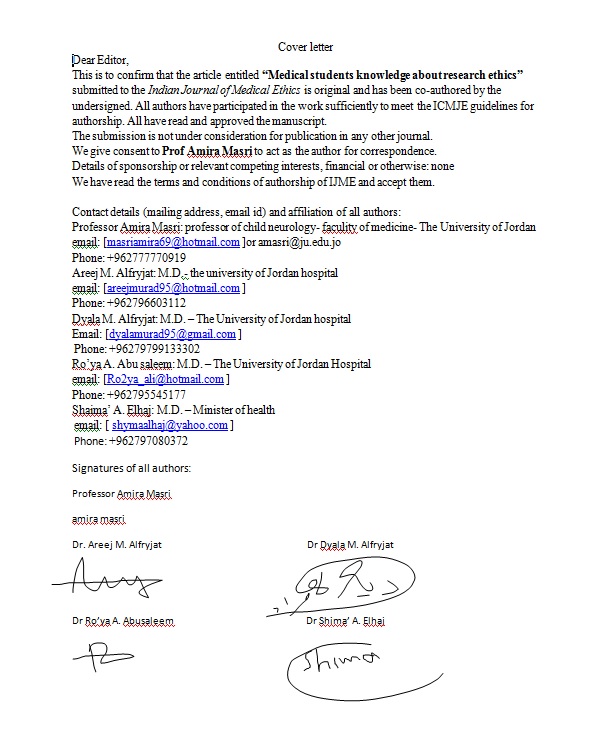 Cover letter
Dear Editor,
This is to confirm that the article entitled “Medical students knowledge about research ethics”
submitted to the Indian Journal of Medical Ethics is original and has been co-authored by the
undersigned. All authors have participated in the work sufficiently to meet the ICMJE guidelines for
authorship. All have read and approved the manuscript.
The submission is not under consideration for publication in any other journal.
We give consent to Prof Amira Masri to act as the author for correspondence.
Details of sponsorship or relevant competing interests, financial or otherwise: none
We have read the terms and conditions of authorship of IJME and accept them.
Contact details (mailing address, email id) and affiliation of all authors:
Professor Amira Masri: professor of child neurology- faculity of medicine- The University of Jordan
email: [masriamira69@hotmail.com ]or amasri@ju.edu.jo
Phone: +962777770919
Areej M. Alfryjat: M.D.- the university of Jordan hospital
email: [areejmurad95@hotmail.com ]
Phone: +962796603112
Dyala M. Alfryjat: M.D. – The University of Jordan hospital
Email: [dyalamurad95@gmail.com ]
Phone: +96279799133302
Ro’ya A. Abu saleem: M.D. – The University of Jordan Hospital
email: [Ro2ya_ali@hotmail.com ]
Phone: +962795545177
Shaima’ A. Elhaj: M.D. – Minister of health
email: [ shymaalhaj@yahoo.com ]
Phone: +962797080372
Signatures of all authors:
Professor Amira Masri
amira masri
Dr. Areej M. Alfryjat Dr Dyala M. Alfryjat
Dr Ro’ya A. Abusaleem Dr Shima’ A. Elhaj
Shima